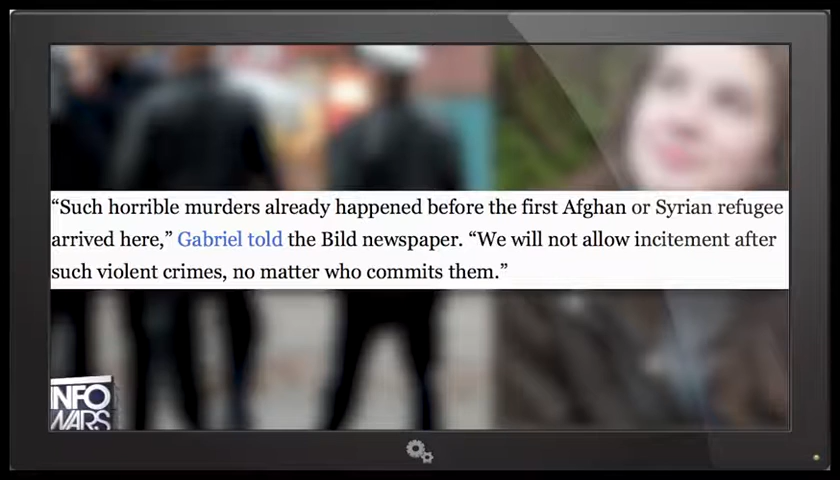 “Such horrible murders already happened before the first Afghan or Syrian refugee
arrived here,” Gabriel told the Bild newspaper. “We will not allow incitement after
such violent crimes, no matter who commits them.”
INFO
WARS